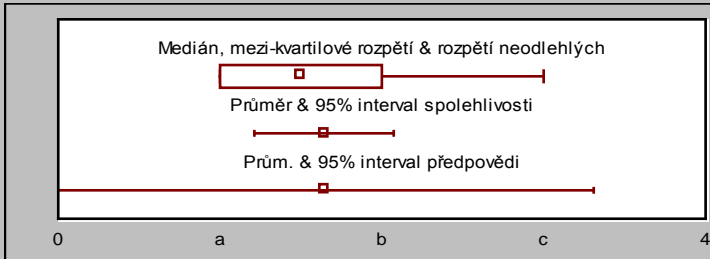 Medián, mezi-kvartilové rozpětí & rozpětí neodlehlých
Průměr & 95% interval spolehlivosti
Prům. & 95% interval předpovědi
0 a b c 4